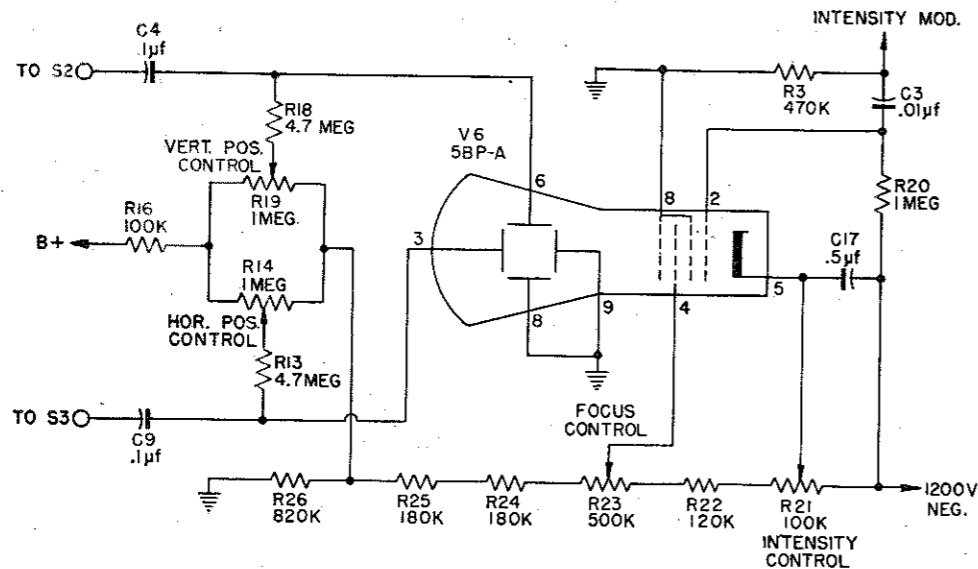 INTENSITY MOD.
C4
.1µf
TO S2
R3
470K
C3
.01µf
R18
4.7 MEG
V6
5BP-A
VERT. POS.
CONTROL
R19
1MEG.
6
8
2
R20
1 MEG
R16
100K
B+
C17
.5µf
3
R14
1MEG
5
HOR. POS.
CONTROL
8
9
4
R13
4.7MEG
FOCUS
CONTROL
TO S3
C9
.1µf
R26
820K
R25
180K
R24
180K
R23
500K
R22
120K
R21
100K
INTENSITY
CONTROL
1200V
NEG.